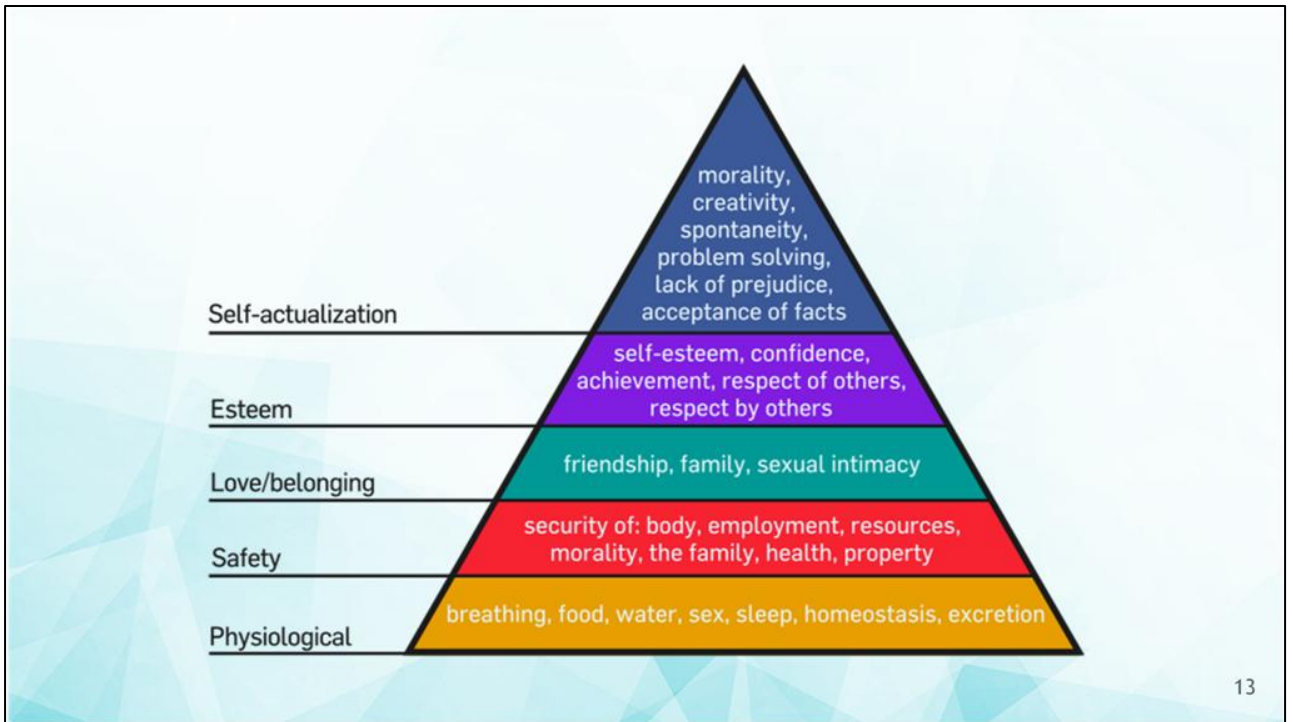 morality,
creativity,
spontaneity,
problem solving,
lack of prejudice,
acceptance of facts
Self-actualization
self-esteem, confidence,
achievement, respect of others,
respect by others
Esteem
friendship, family, sexual intimacy
Love/belonging
security of: body, employment, resources,
morality, the family, health, property
Safety
breathing, food, water, sex, sleep, homeostasis, excretion
Physiological
13